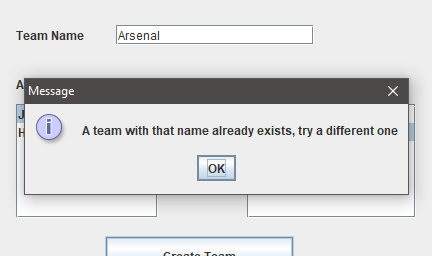 Team Name
Arsenal
A
Message
A team with that name already exists, try a different one
J
H
OK
Create Team